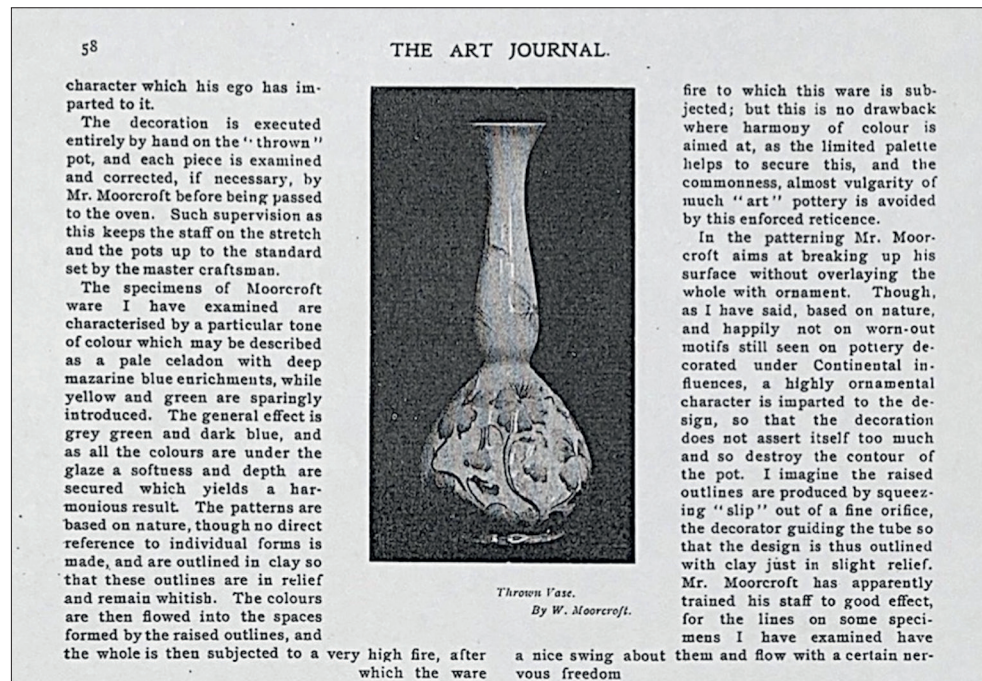 58
THE ART JOURNAL.
character which his ego has im-
parted to it.
The decoration is executed
entirely by hand on the "thrown"
pot, and each piece is examined
and corrected, if necessary, by
Mr. Moorcroft before being passed
to the oven. Such supervision as
this keeps the staff on the stretch
and the pots up to the standard
set by the master craftsman.
The specimens of Moorcroft
ware I have examined are
characterised by a particular tone
of colour which may be described
as a pale celadon with deep
mazarine blue enrichments, while
yellow and green are sparingly
introduced. The general effect is
grey green and dark blue, and
as all the colours are under the
glaze a softness and depth are
secured which yields a har-
monious result. The patterns are
based on nature, though no direct
reference to individual forms is
made, and are outlined in clay so
that these outlines are in relief
and remain whitish. The colours
are then flowed into the spaces
formed by the raised outlines, and
the whole is then subjected to a very high fire, after
which the ware
Thrown Vase.
By W. Moorcroft.
fire to which this ware is sub-
jected; but this is no drawback
where harmony of colour is
aimed at, as the limited palette
helps to secure this, and the
commonness, almost vulgarity of
much "art" pottery is avoided
by this enforced reticence.
In the patterning Mr. Moor-
croft aims at breaking up his
surface without overlaying the
whole with ornament. Though,
as I have said, based on nature,
and happily not on worn-out
motifs still seen on pottery de-
corated under Continental in-
fluences, a highly ornamental
character is imparted to the de-
sign, so that the decoration
does not assert itself too much
and so destroy the contour of
the pot. I imagine the raised
outlines are produced by squeez-
ing "slip" out of a fine orifice,
the decorator guiding the tube so
that the design is thus outlined
with clay just in slight relief.
Mr. Moorcroft has apparently
trained his staff to good effect,
for the lines on some speci-
mens I have examined have
a nice swing about them and flow with a certain ner-
vous freedom